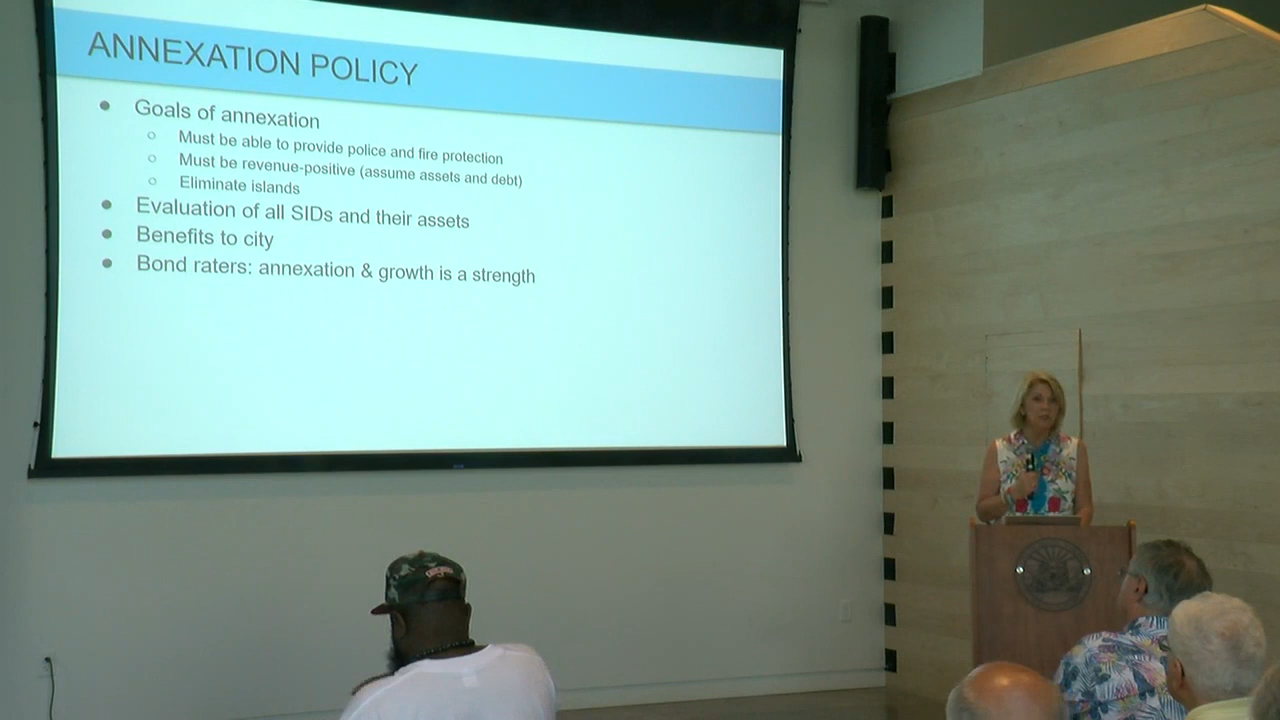 ANNEXATION POLICY
● Goals of annexation
○ Must be able to provide police and fire protection
○ Must be revenue-positive (assume assets and debt)
○ Eliminate islands
● Evaluation of all SIDs and their assets
● Benefits to city
● Bond raters: annexation & growth is a strength